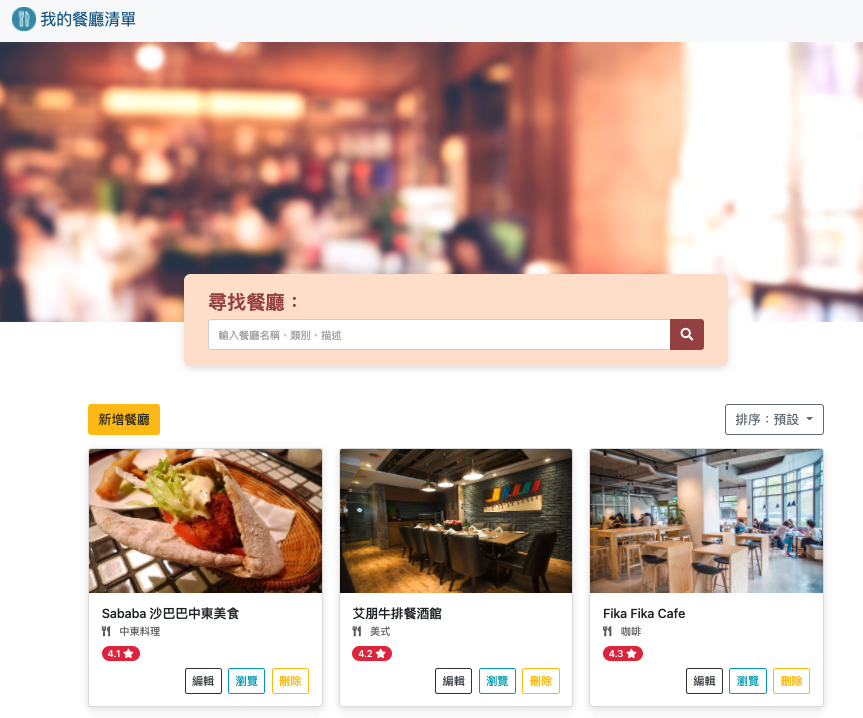 我的餐廳清單
尋找餐廳：
輸入餐廳名稱、類別、描述
新增餐廳
排序：預設
Sababa 沙巴巴中東美食
中東料理
4.1
編輯 瀏覽 刪除
艾朋牛排餐酒館
美式
4.2
編輯 瀏覽 刪除
Fika Fika Cafe
咖啡
4.3
編輯 瀏覽 刪除